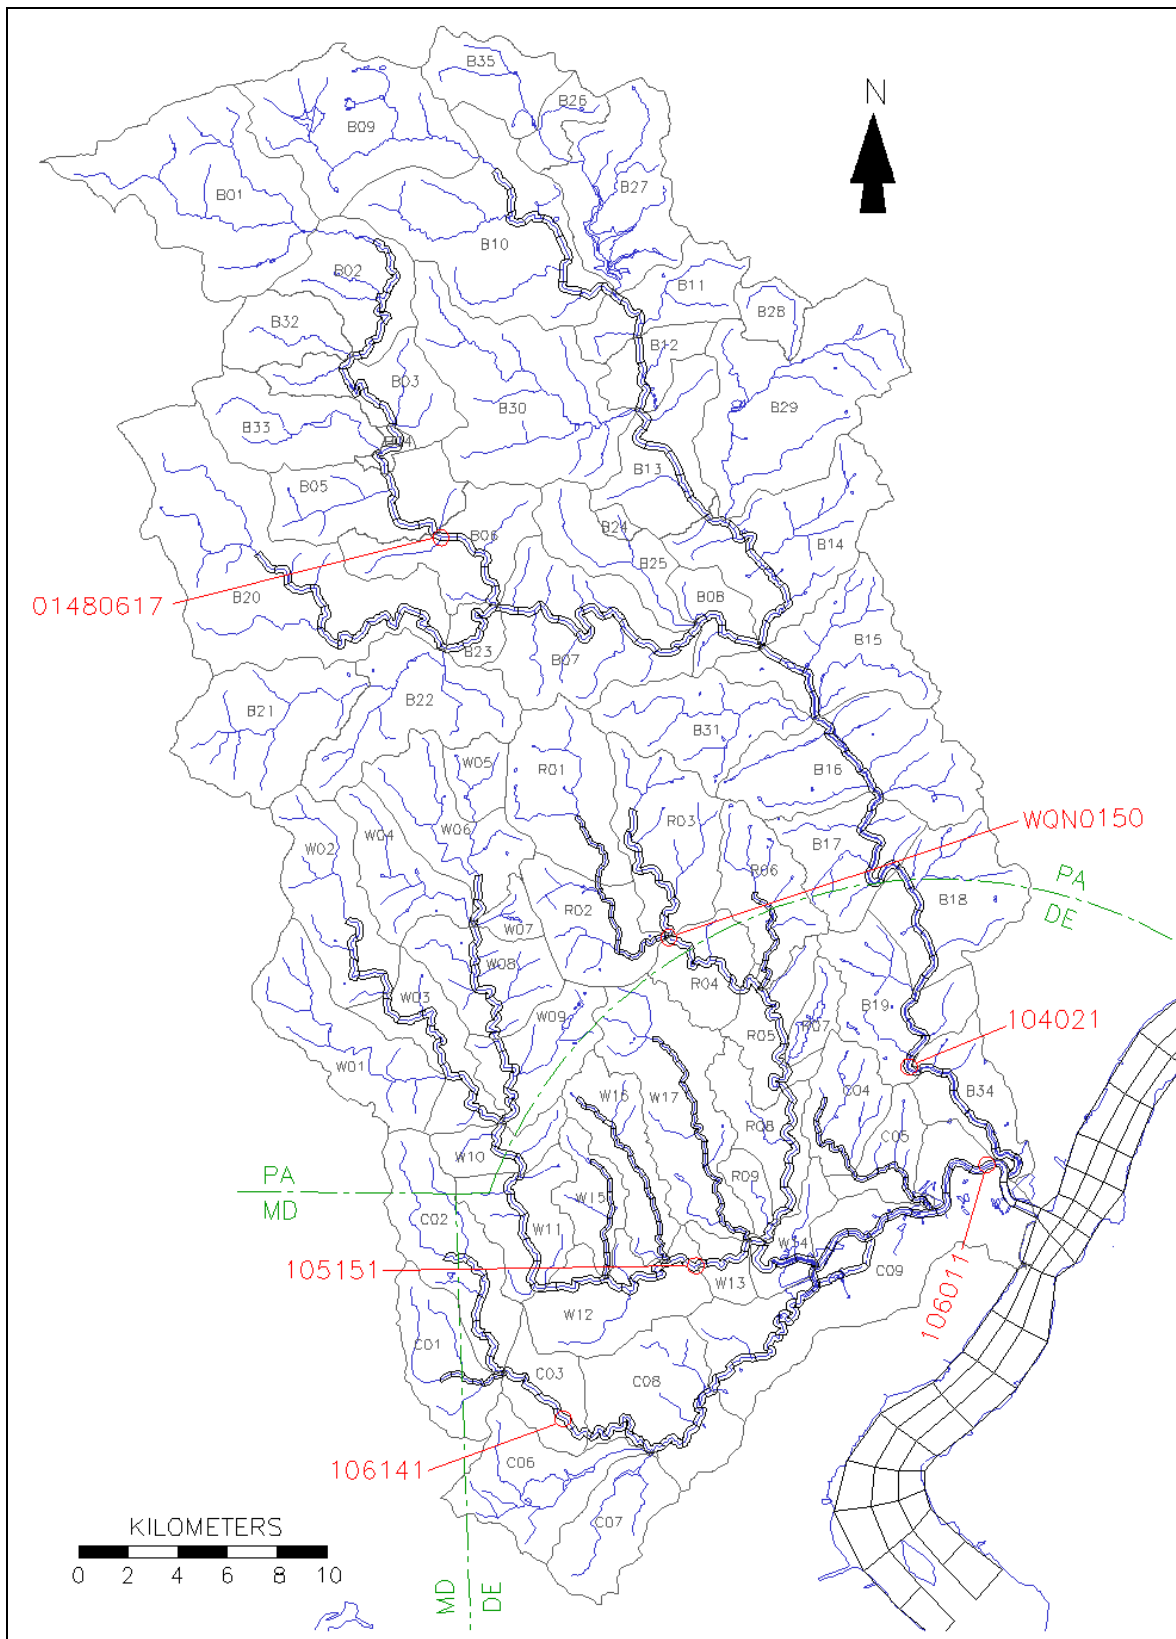 B35
B26
N
B09
B27
B01
B10
B02
B11
B28
B32
B12
B03
B29
B30
B33
B04
B13
B05
B24
B06
B14
B25
01480617
B20
B08
B23
B07
B15
B22
B21
B31
W05
R01
B16
R03
W06
W04
W02
WQN0150
B17
R06
PA
DE
B18
R02
W07
W08
R04
W03
B19
W09
R05
R07
104021
W01
C04
B34
W16
W17
R08
C05
W10
PA
MD
R09
W15
C02
W11
W14
105151
W13
C09
W12
106011
C01
C03
C08
106141
C06
C07
KILOMETERS
0 2 4 6 8 10
MD
DE